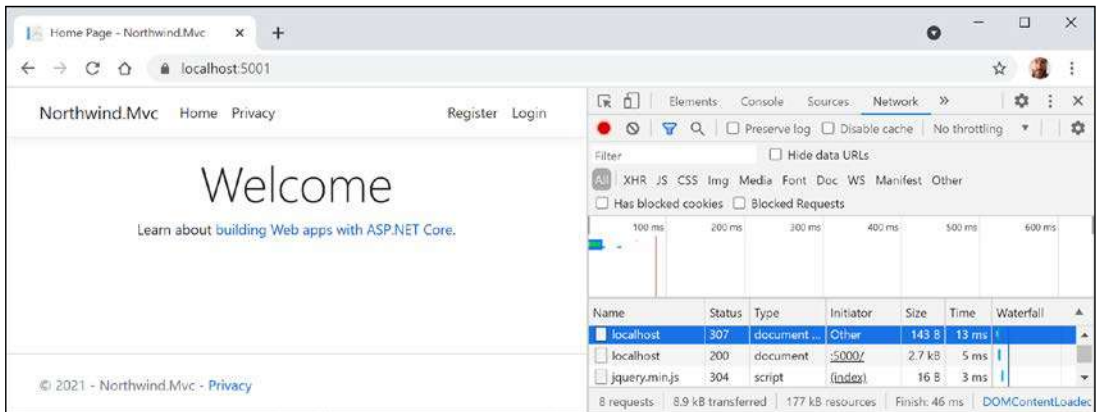 Home Page - Northwind.Mvc
localhost:5001
Northwind.Mvc Home Privacy Register Login
Welcome
Learn about building Web apps with ASP.NET Core.
© 2021 - Northwind.Mvc - Privacy
Elements Console Sources Network »
Preserve log Disable cache No throttling
Filter Hide data URLs
All XHR JS CSS Img Media Font Doc WS Manifest Other
Has blocked cookies Blocked Requests
100 ms 200 ms 300 ms 400 ms 500 ms 600 ms
Name Status Type Initiator Size Time Waterfall
localhost 307 document ... Other 143 B 13 ms
localhost 200 document :5000/ 2.7 kB 5 ms
jquery.min.js 304 script (index) 16 B 3 ms
8 requests 8.9 kB transferred 177 kB resources Finish: 46 ms DOMContentLoaded